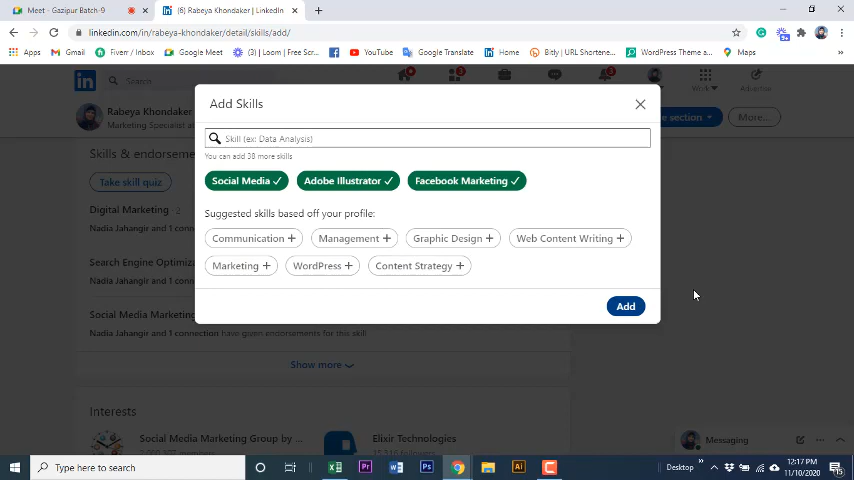 Meet - Gazipur Batch-9
(6) Rabeya Khondaker | LinkedIn
linkedin.com/in/rabeya-khondaker/detail/skills/add/
Apps
Gmail
Fiverr / Inbox
Google Meet
(3) | Loom | Free Scr...
YouTube
Google Translate
Home
Bitly | URL Shortene...
WordPress Theme a...
Maps
in
Search
Rabeya Khondaker
Marketing Specialist a
More...
Skills & endorseme
Take skill quiz
Digital Marketing · 2
Nadia Jahangir and 1 conn
Search Engine Optimiza
Nadia Jahangir and 1 conn
Social Media Marketing
Nadia Jahangir and 1 connection have given endorsements for this skill
Show more
Interests
Social Media Marketing Group by ...
Elixir Technologies
Add Skills
Skill (ex: Data Analysis)
You can add 38 more skills
Social Media
Adobe Illustrator
Facebook Marketing
Suggested skills based off your profile:
Communication +
Management +
Graphic Design +
Web Content Writing +
Marketing +
WordPress +
Content Strategy +
Add
Messaging
Type here to search
Desktop
12:17 PM
11/10/2020